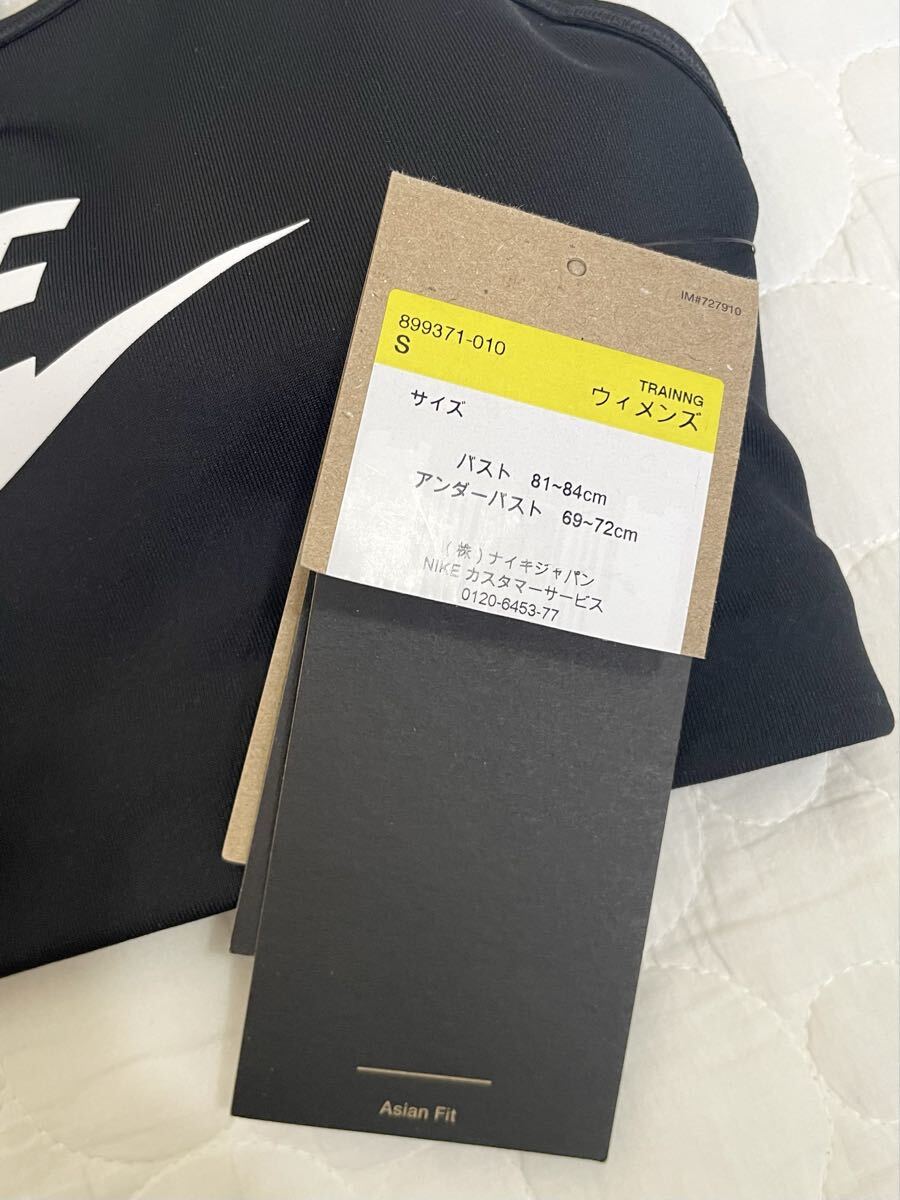 IM#727910
899371-010
S
TRAINNG
ウィメンズ
サイズ
バスト 81~84cm
アンダーバスト 69~72cm
(株)ナイキジャパン
NIKE カスタマーサービス
0120-6453-77
Asian Fit